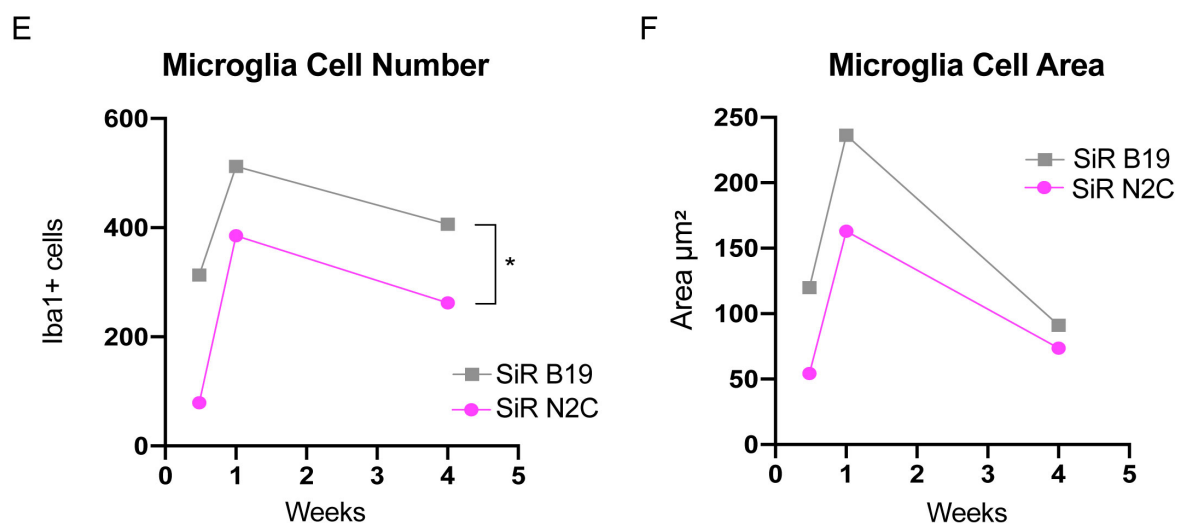 E
Microglia Cell Number
600
400
200
0
Iba1+ cells
0 1 2 3 4 5
Weeks
*
SiR B19
SiR N2C
F
Microglia Cell Area
250
200
150
100
50
0
Area µm²
0 1 2 3 4 5
Weeks
SiR B19
SiR N2C